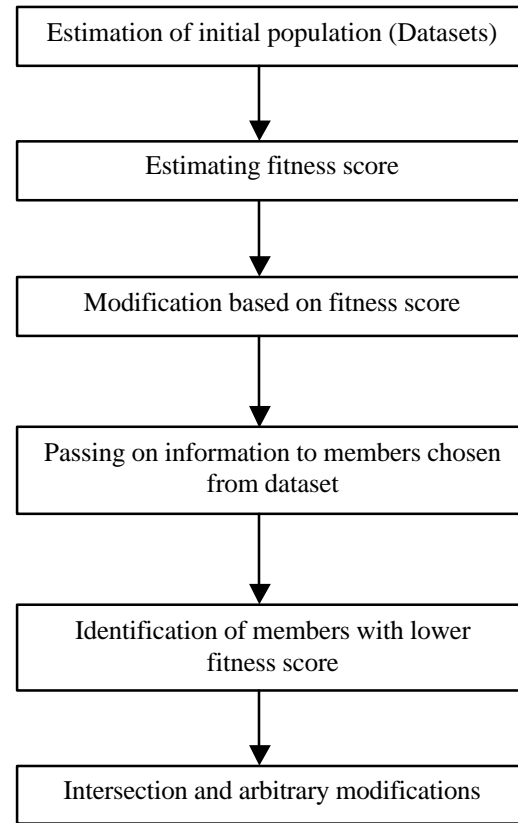 Estimation of initial population (Datasets)
Estimating fitness score
Modification based on fitness score
Passing on information to members chosen
from dataset
Identification of members with lower
fitness score
Intersection and arbitrary modifications